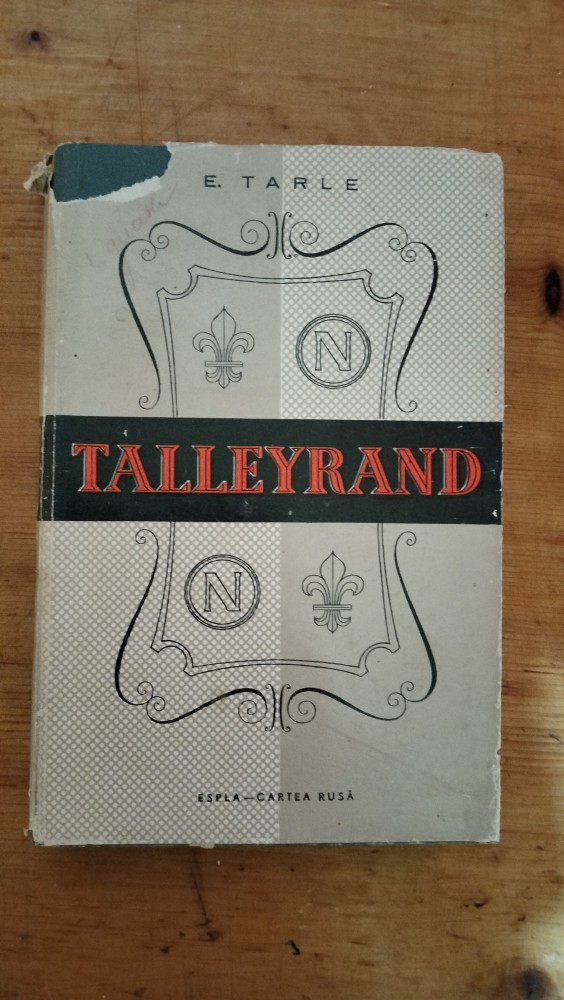 E. TARLE
N
TALLEYRAND
N
ESPLA—CARTEA RUSĂ